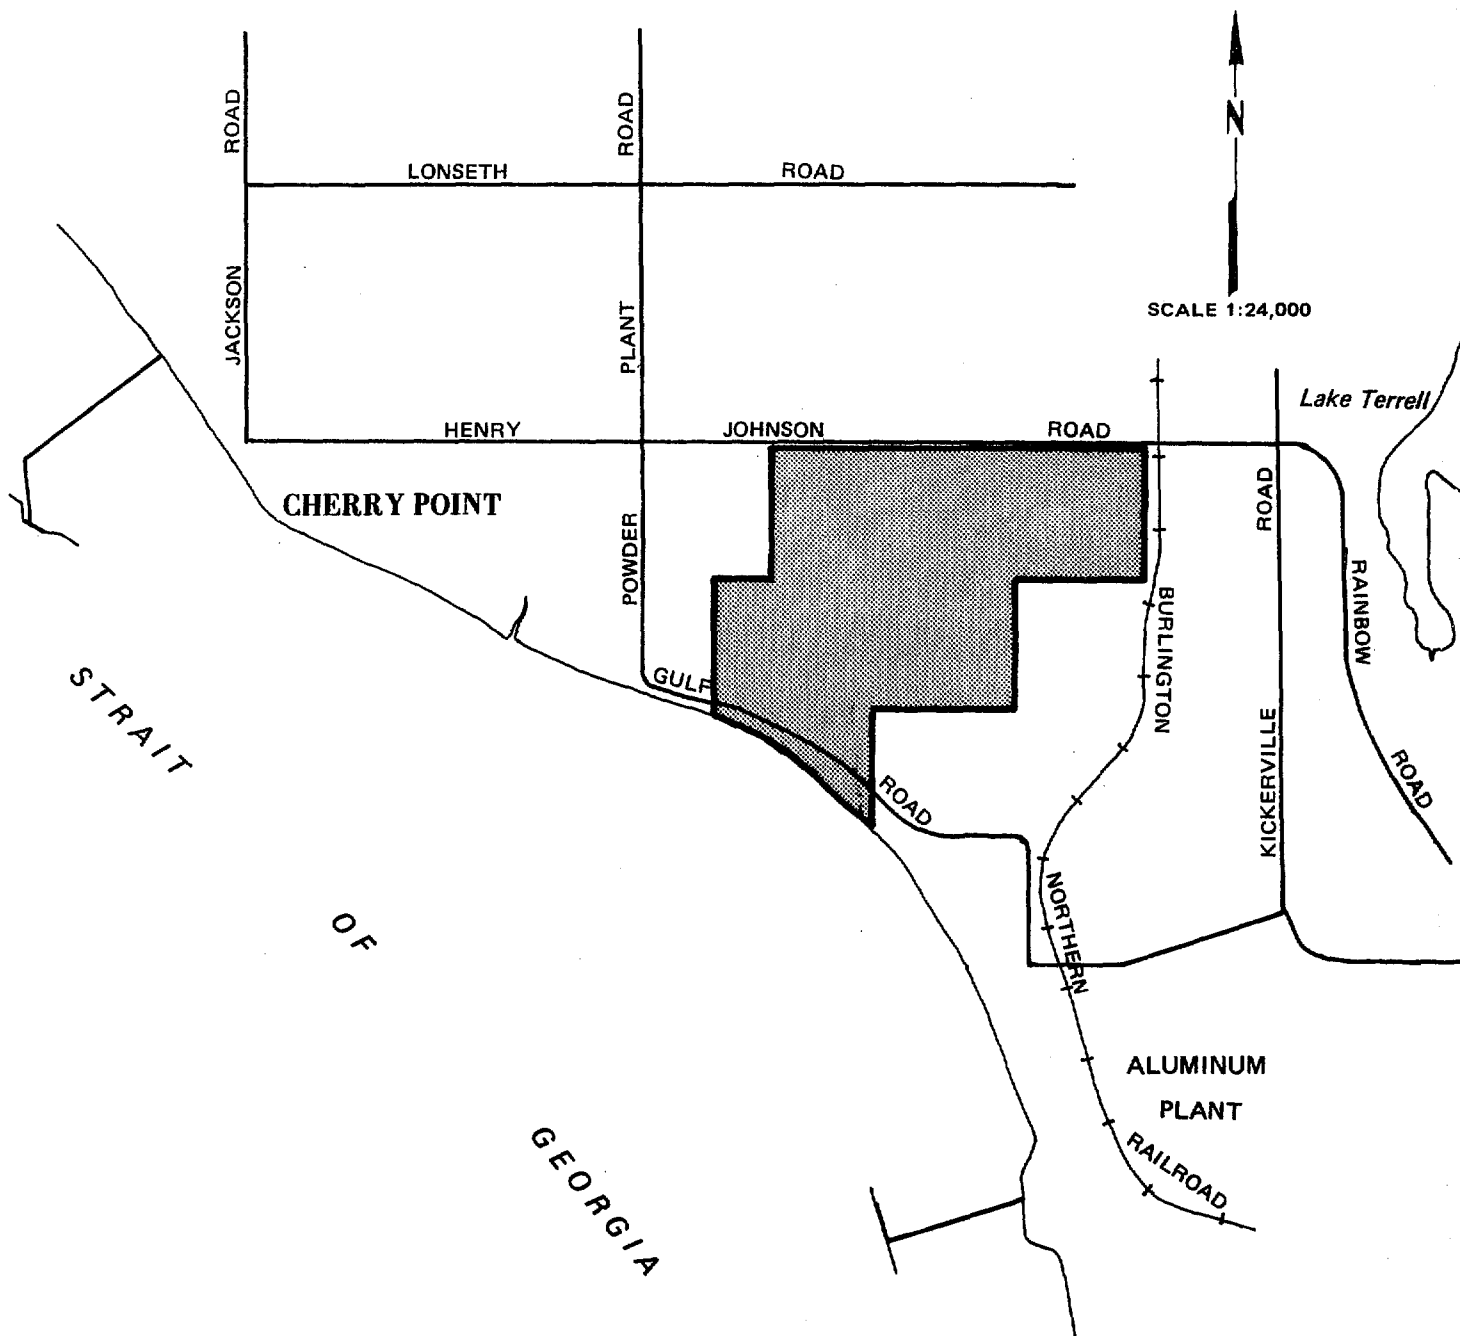 N
ROAD
ROAD
LONSETH ROAD
JACKSON
PLANT
SCALE 1:24,000
Lake Terrell
HENRY JOHNSON ROAD
CHERRY POINT
ROAD
POWDER
RAINBOW
BURLINGTON
GULF
STRAIT
KICKERVILLE
ROAD
ROAD
NORTHERN
OF
ALUMINUM
PLANT
RAILROAD
GEORGIA